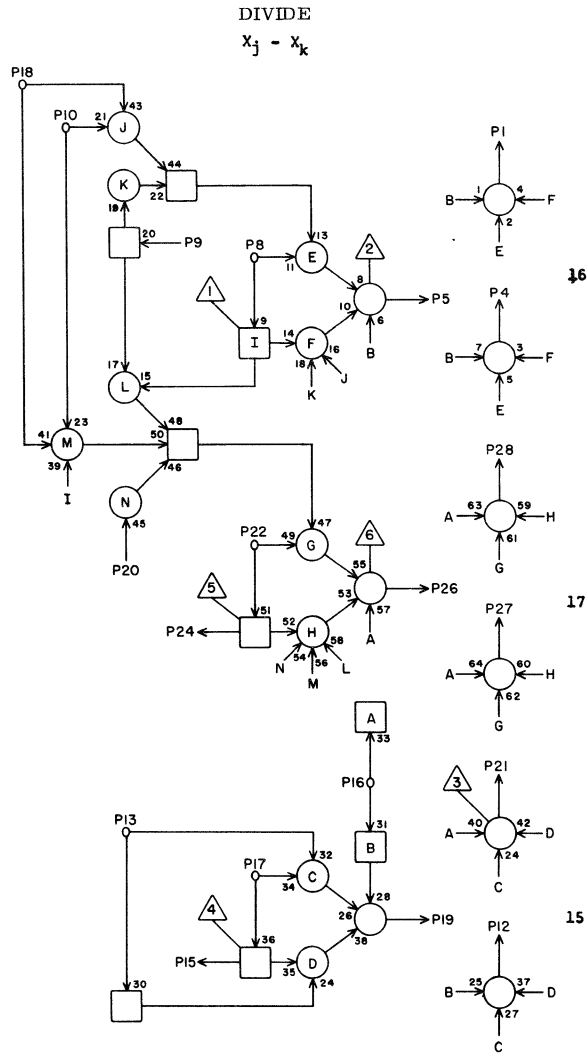 DIVIDE
Xj - Xk
P18
43
P10
21
J
P1
44
K
22
B
1
4
F
19
2
20
P9
13
E
P8
2
16
11
E
8
1
P4
10
P5
9
14
6
I
F
16
B
7
3
F
18
B
J
5
17
15
K
E
L
23
48
41
M
50
P28
39
46
I
N
47
A
63
59
H
45
P22
49
G
6
61
P20
55
G
5
53
P26
17
51
52
57
P27
P24
H
58
A
54
N
56
L
A
64
60
H
M
62
G
A
33
P21
P16
3
P13
31
A
40
42
D
B
32
24
P17
C
28
C
34
4
26
P19
15
36
38
P12
P15
35
D
30
24
B
25
37
D
27
C